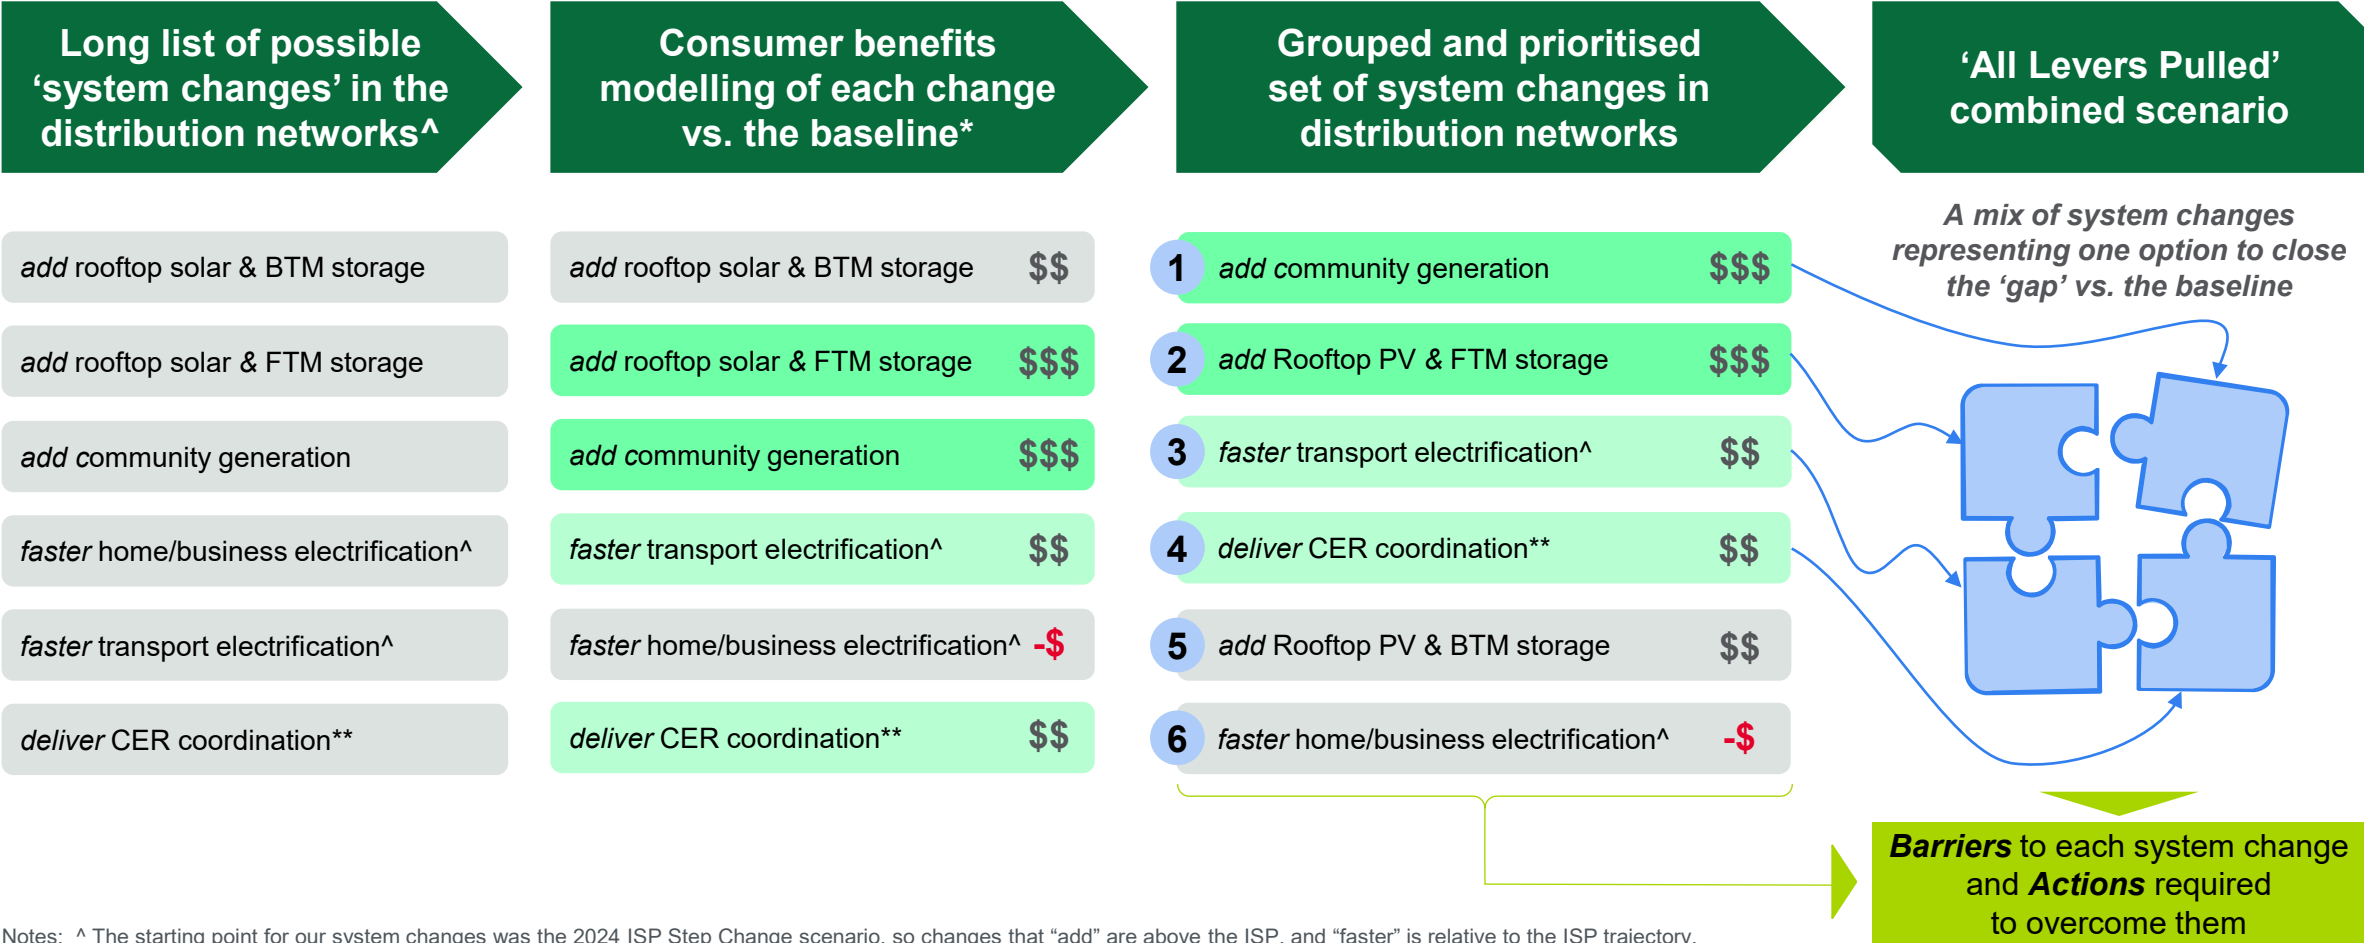 Long list of possible
‘system changes’ in the
distribution networks^
Consumer benefits
modelling of each change
vs. the baseline*
Grouped and prioritised
set of system changes in
distribution networks
‘All Levers Pulled’
combined scenario
add rooftop solar & BTM storage
add rooftop solar & FTM storage
add community generation
faster home/business electrification^
faster transport electrification^
deliver CER coordination**
add rooftop solar & BTM storage $$
add rooftop solar & FTM storage $$$
add community generation $$$
faster transport electrification^ $$
faster home/business electrification^ -$
deliver CER coordination** $$
1 add community generation $$$
2 add Rooftop PV & FTM storage $$$
3 faster transport electrification^ $$
4 deliver CER coordination** $$
5 add Rooftop PV & BTM storage $$
6 faster home/business electrification^ -$
A mix of system changes
representing one option to close
the ‘gap’ vs. the baseline
Barriers to each system change
and Actions required
to overcome them
Notes: ^ The starting point for our system changes was the 2024 ISP Step Change scenario, so changes that “add” are above the ISP, and “faster” is relative to the ISP trajectory.